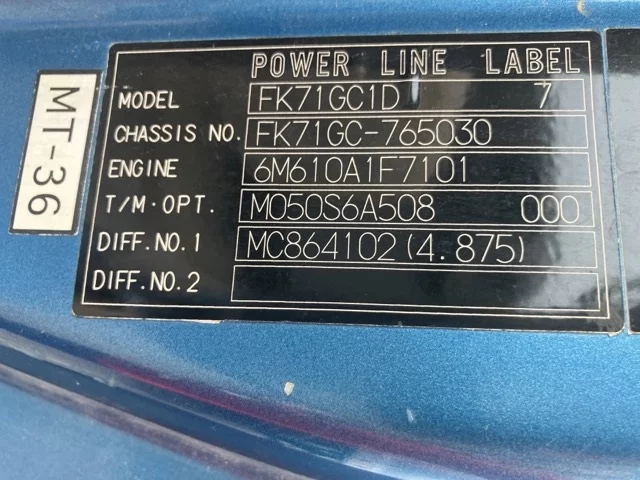 POWER LINE LABEL
MODEL FK71GC1D 7
CHASSIS NO. FK71GC-765030
ENGINE 6M610A1F7101
T/M·OPT. M050S6A508 000
DIFF.NO.1 MC864102(4.875)
DIFF.NO.2
MT-36